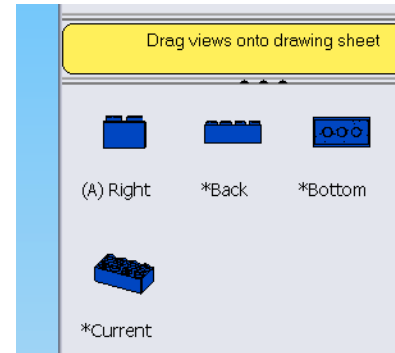 Drag views onto drawing sheet
(A) Right *Back *Bottom
*Current